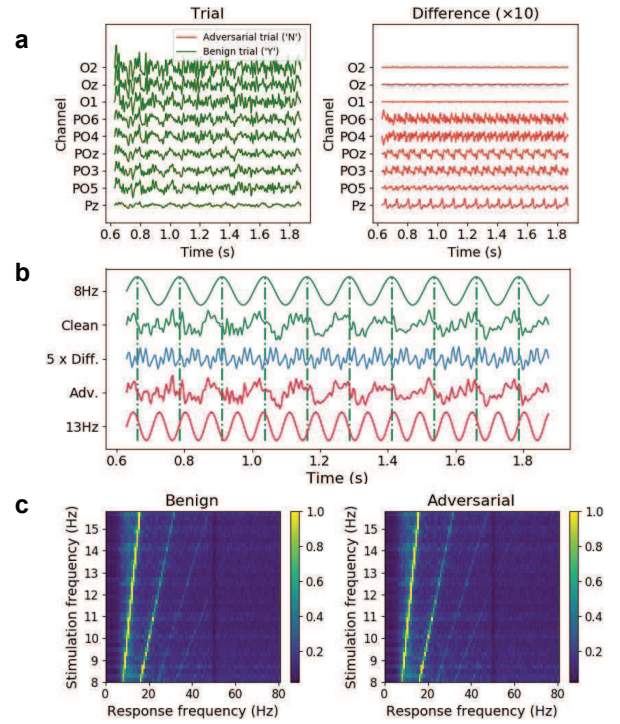 a
Trial
Adversarial trial ('N')
Benign trial ('Y')
Channel
O2
Oz
O1
PO6
PO4
POz
PO3
PO5
Pz
0.6 0.8 1.0 1.2 1.4 1.6 1.8
Time (s)
Difference (×10)
Channel
O2
Oz
O1
PO6
PO4
POz
PO3
PO5
Pz
0.6 0.8 1.0 1.2 1.4 1.6 1.8
Time (s)
b
8Hz
Clean
5 x Diff.
Adv.
13Hz
0.6 0.8 1.0 1.2 1.4 1.6 1.8
Time (s)
c
Benign
Stimulation frequency (Hz)
15
14
13
12
11
10
9
8
0 20 40 60 80
Response frequency (Hz)
1.0
0.8
0.6
0.4
0.2
Adversarial
Stimulation frequency (Hz)
15
14
13
12
11
10
9
8
0 20 40 60 80
Response frequency (Hz)
1.0
0.8
0.6
0.4
0.2